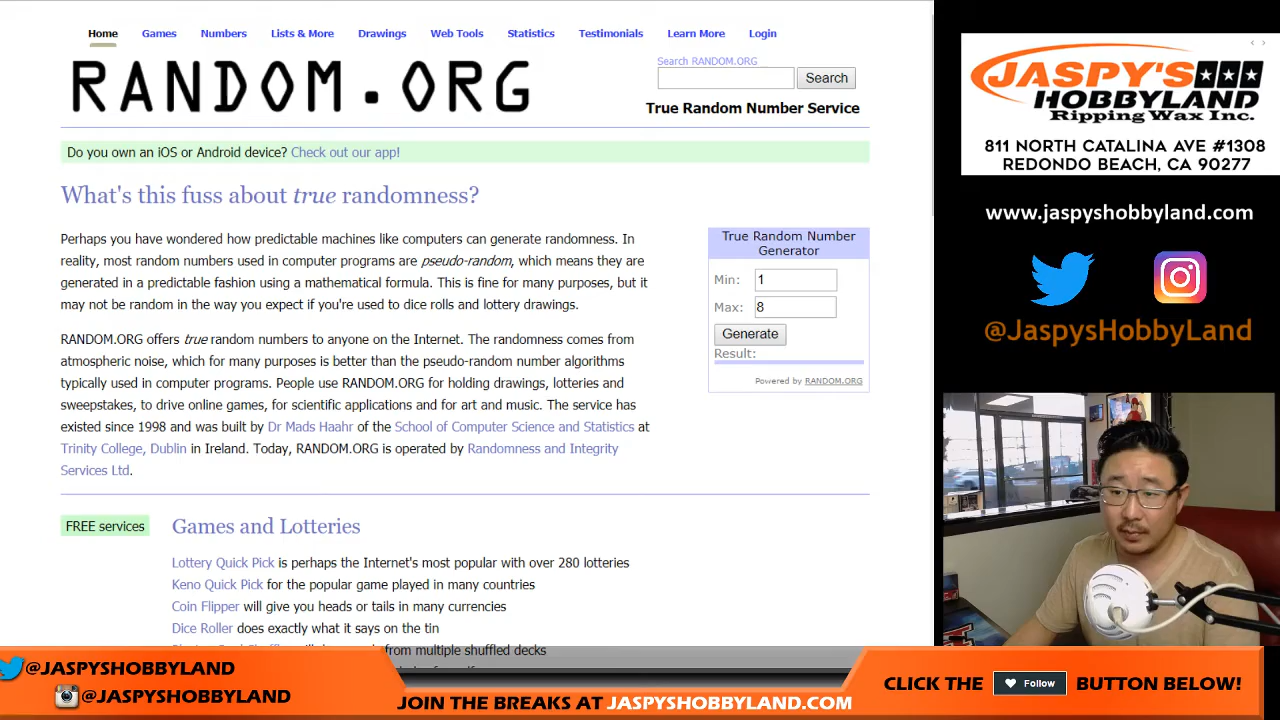 Home Games Numbers Lists & More Drawings Web Tools Statistics Testimonials Learn More Login
RANDOM.ORG
Search RANDOM.ORG
Search
True Random Number Service
Do you own an iOS or Android device? Check out our app!
What's this fuss about true randomness?
Perhaps you have wondered how predictable machines like computers can generate randomness. In
reality, most random numbers used in computer programs are pseudo-random, which means they are
generated in a predictable fashion using a mathematical formula. This is fine for many purposes, but it
may not be random in the way you expect if you're used to dice rolls and lottery drawings.
RANDOM.ORG offers true random numbers to anyone on the Internet. The randomness comes from
atmospheric noise, which for many purposes is better than the pseudo-random number algorithms
typically used in computer programs. People use RANDOM.ORG for holding drawings, lotteries and
sweepstakes, to drive online games, for scientific applications and for art and music. The service has
existed since 1998 and was built by Dr Mads Haahr of the School of Computer Science and Statistics at
Trinity College, Dublin in Ireland. Today, RANDOM.ORG is operated by Randomness and Integrity
Services Ltd.
True Random Number
Generator
Min: 1
Max: 8
Generate
Result:
Powered by RANDOM.ORG
FREE services
Games and Lotteries
Lottery Quick Pick is perhaps the Internet's most popular with over 280 lotteries
Keno Quick Pick for the popular game played in many countries
Coin Flipper will give you heads or tails in many currencies
Dice Roller does exactly what it says on the tin
from multiple shuffled decks
JASPY'S
HOBBYLAND
Ripping Wax Inc.
811 NORTH CATALINA AVE #1308
REDONDO BEACH, CA 90277
www.jaspyshobbyland.com
@JaspysHobbyLand
@JASPYSHOBBYLAND
@JASPYSHOBBYLAND
JOIN THE BREAKS AT JASPYSHOBBYLAND.COM
CLICK THE Follow BUTTON BELOW!